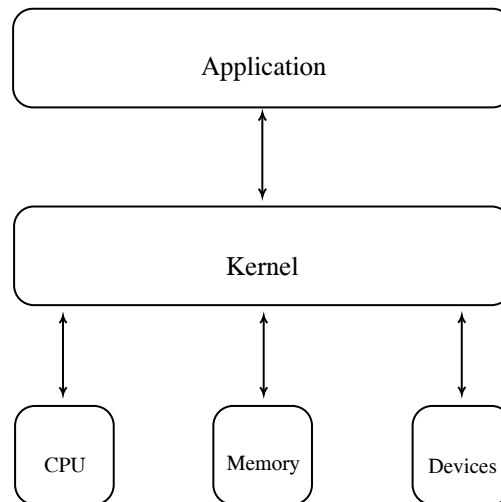 Application
Kernel
CPU
Memory
Devices